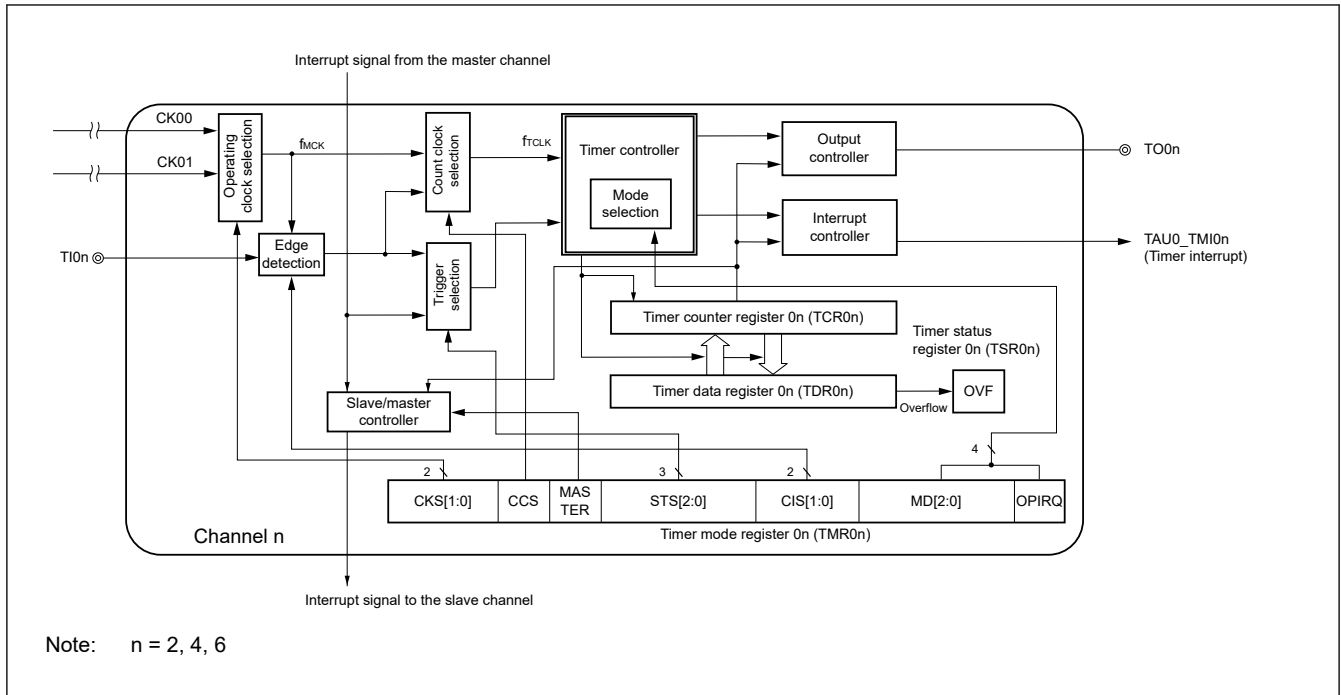 Interrupt signal from the master channel
CK00
CK01
Operating
clock selection
fMCK
Count clock
selection
fTCLK
Timer controller
Mode
selection
Output
controller
TO0n
Interrupt
controller
TAU0_TMI0n
(Timer interrupt)
TI0n
Edge
detection
Trigger
selection
Timer counter register 0n (TCR0n)
Timer status
register 0n (TSR0n)
Timer data register 0n (TDR0n)
Overflow
OVF
Slave/master
controller
2
3
2
4
CKS[1:0]
CCS
MAS
TER
STS[2:0]
CIS[1:0]
MD[2:0]
OPIRQ
Timer mode register 0n (TMR0n)
Channel n
Interrupt signal to the slave channel
Note: n = 2, 4, 6